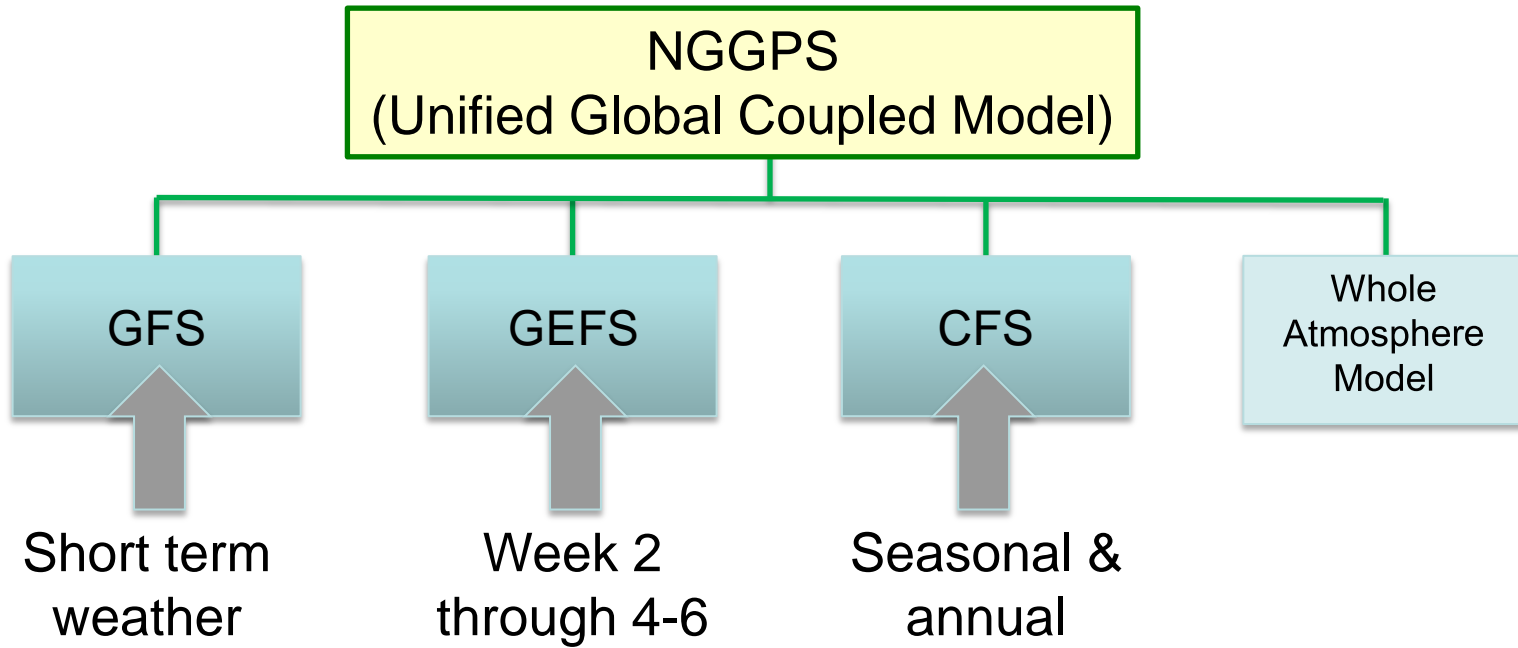 NGGPS
(Unified Global Coupled Model)
GFS
GEFS
CFS
Whole
Atmosphere
Model
Short term
weather
Week 2
through 4-6
Seasonal &
annual